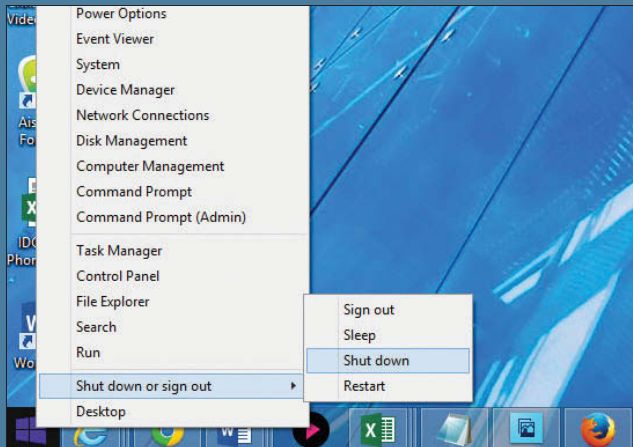 Power Options
Event Viewer
System
Device Manager
Network Connections
Disk Management
Computer Management
Command Prompt
Command Prompt (Admin)
Task Manager
Control Panel
File Explorer
Search
Run
Shut down or sign out
Desktop
Sign out
Sleep
Shut down
Restart